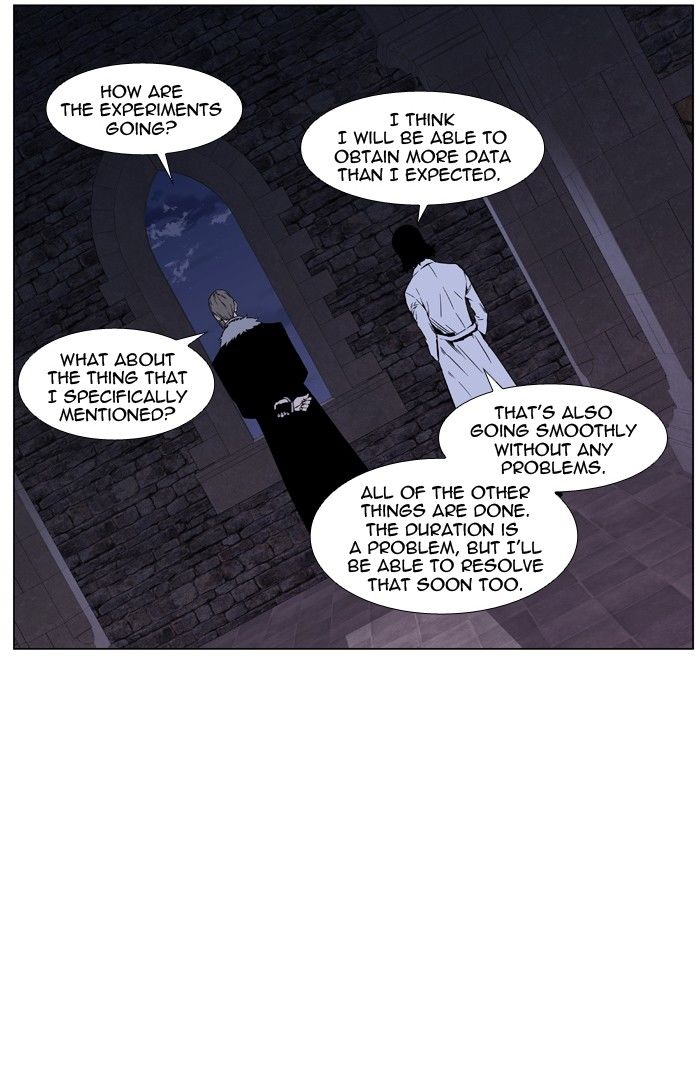 HOW ARE
THE EXPERIMENTS
GOING?
I THINK
I WILL BE ABLE TO
OBTAIN MORE DATA
THAN I EXPECTED.
WHAT ABOUT
THE THING THAT
I SPECIFICALLY
MENTIONED?
THAT'S ALSO
GOING SMOOTHLY
WITHOUT ANY
PROBLEMS.
ALL OF THE OTHER
THINGS ARE DONE.
THE DURATION IS
A PROBLEM, BUT I'LL
BE ABLE TO RESOLVE
THAT SOON TOO.